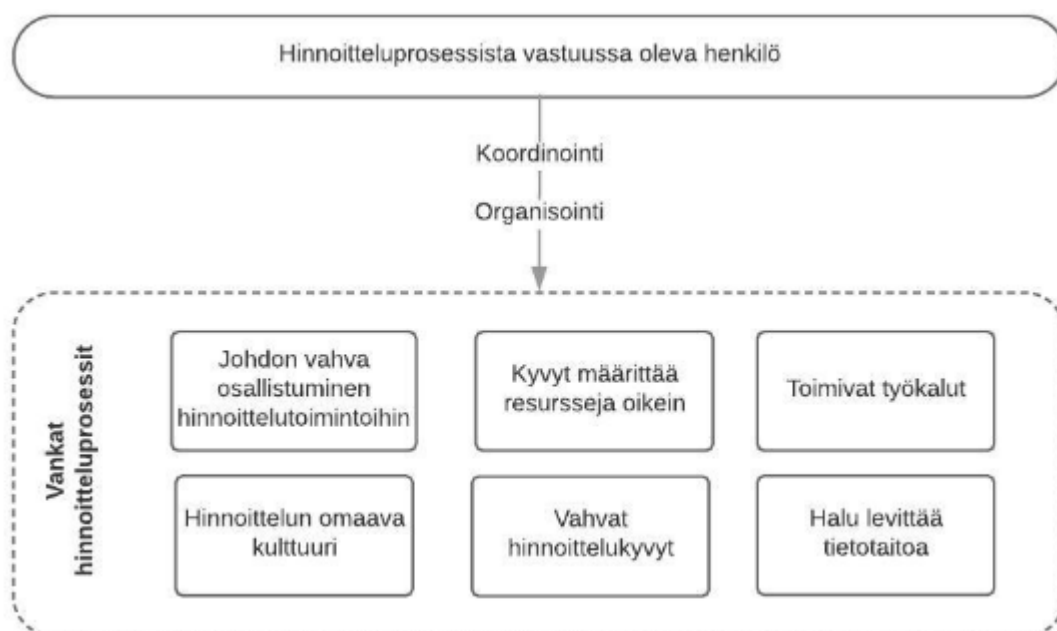 Hinnoitteluprosessista vastuussa oleva henkilö
Koordinointi
Organisointi
Vankat
hinnoitteluprosessit
Johdon vahva
osallistuminen
hinnoittelutoimintoihin
Kyvyt määrittää
resursseja oikein
Toimivat työkalut
Hinnoittelun omaava
kulttuuri
Vahvat
hinnoittelukyvyt
Halu levittää
tietotaitoa